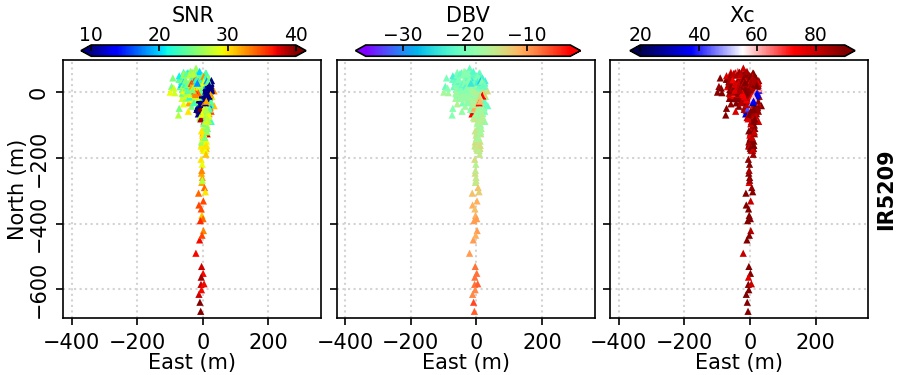 SNR DBV Xc
10 20 30 40 −30 −20 −10 20 40 60 80
0
−200
−400
−600
North (m)
IR5209
−400 −200 0 200 −400 −200 0 200 −400 −200 0 200
East (m) East (m) East (m)